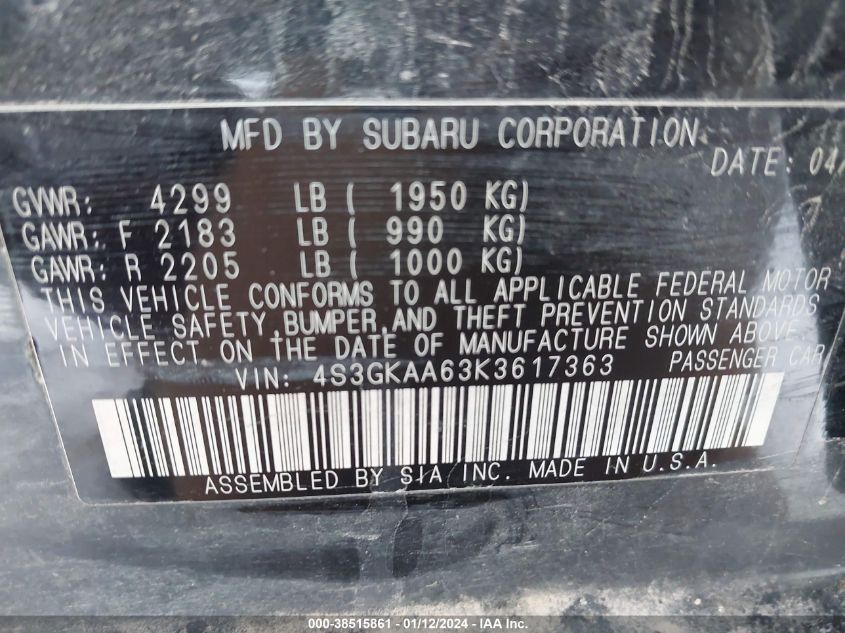 MFD BY SUBARU CORPORATION
DATE: 04/
GVWR: 4299 LB ( 1950 KG)
GAWR: F 2183 LB ( 990 KG)
GAWR: R 2205 LB ( 1000 KG)
THIS VEHICLE CONFORMS TO ALL APPLICABLE FEDERAL MOTOR
VEHICLE SAFETY,BUMPER,AND THEFT PREVENTION STANDARDS
IN EFFECT ON THE DATE OF MANUFACTURE SHOWN ABOVE.
VIN: 4S3GKAA63K3617363 PASSENGER CAR
ASSEMBLED BY SIA INC. MADE IN U.S.A.
000-38515861 - 01/12/2024 - IAA Inc.